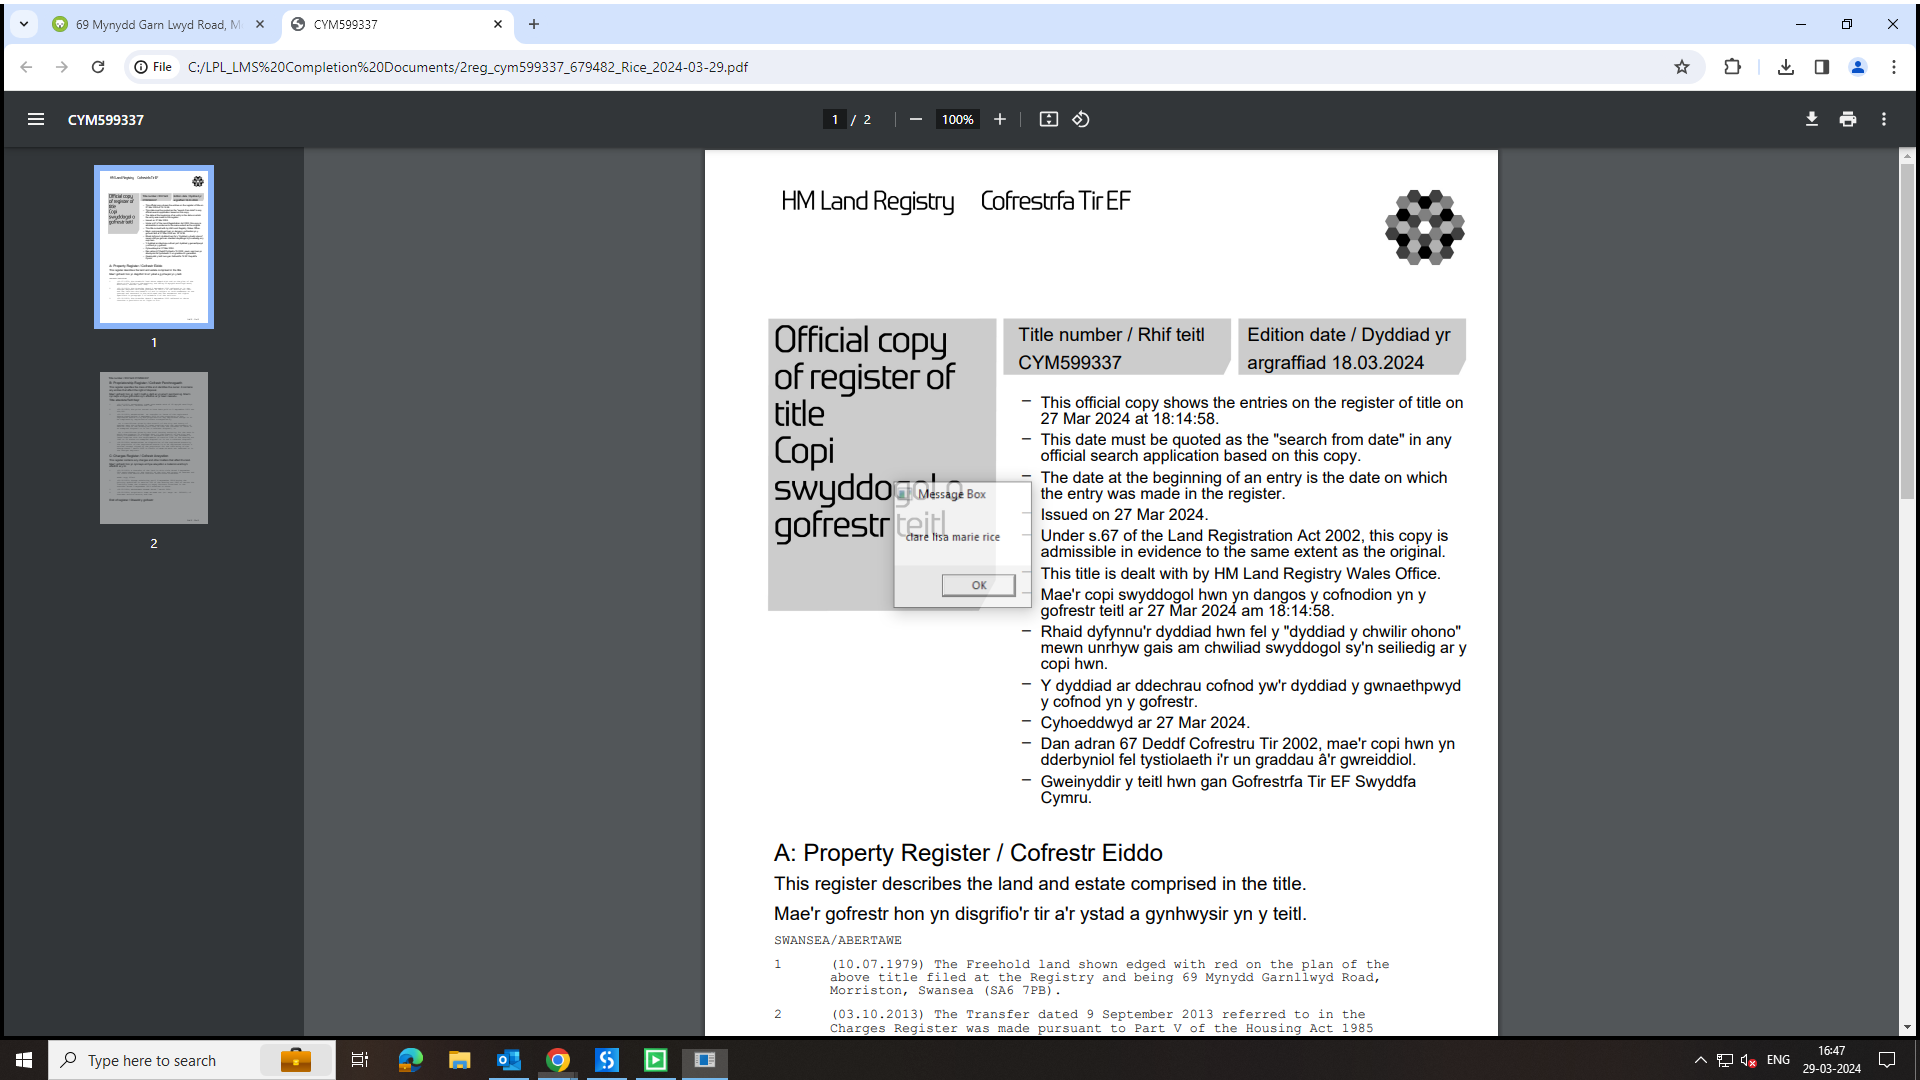 69 Mynydd Garn Lwyd Road, M
CYM599337
File
C:/LPL_LMS%20Completion%20Documents/2reg_cym599337_679482_Rice_2024-03-29.pdf
CYM599337
1 / 2
100%
1
2
HM Land Registry Cofrestrfa Tir EF
Official copy
of register of
title
Copi
swyddogol o
gofrestr teitl
Title number / Rhif teitl
CYM599337
Edition date / Dyddiad yr
argraffiad 18.03.2024
– This official copy shows the entries on the register of title on
27 Mar 2024 at 18:14:58.
– This date must be quoted as the "search from date" in any
official search application based on this copy.
– The date at the beginning of an entry is the date on which
the entry was made in the register.
– Issued on 27 Mar 2024.
– Under s.67 of the Land Registration Act 2002, this copy is
admissible in evidence to the same extent as the original.
– This title is dealt with by HM Land Registry Wales Office.
– Mae'r copi swyddogol hwn yn dangos y cofnodion yn y
gofrestr teitl ar 27 Mar 2024 am 18:14:58.
– Rhaid dyfynnu'r dyddiad hwn fel y "dyddiad y chwilir ohono"
mewn unrhyw gais am chwiliad swyddogol sy'n seiliedig ar y
copi hwn.
– Y dyddiad ar ddechrau cofnod yw'r dyddiad y gwnaethpwyd
y cofnod yn y gofrestr.
– Cyhoeddwyd ar 27 Mar 2024.
– Dan adran 67 Deddf Cofrestru Tir 2002, mae'r copi hwn yn
dderbyniol fel tystiolaeth i'r un graddau â'r gwreiddiol.
– Gweinyddir y teitl hwn gan Gofrestrfa Tir EF Swyddfa
Cymru.
Message Box
clare lisa marie rice
OK
A: Property Register / Cofrestr Eiddo
This register describes the land and estate comprised in the title.
Mae'r gofrestr hon yn disgrifio'r tir a'r ystad a gynhwysir yn y teitl.
SWANSEA/ABERTAWE
1 (10.07.1979) The Freehold land shown edged with red on the plan of the
above title filed at the Registry and being 69 Mynydd Garnllwyd Road,
Morriston, Swansea (SA6 7PB).
2 (03.10.2013) The Transfer dated 9 September 2013 referred to in the
Charges Register was made pursuant to Part V of the Housing Act 1985
Type here to search
ENG
16:47
29-03-2024